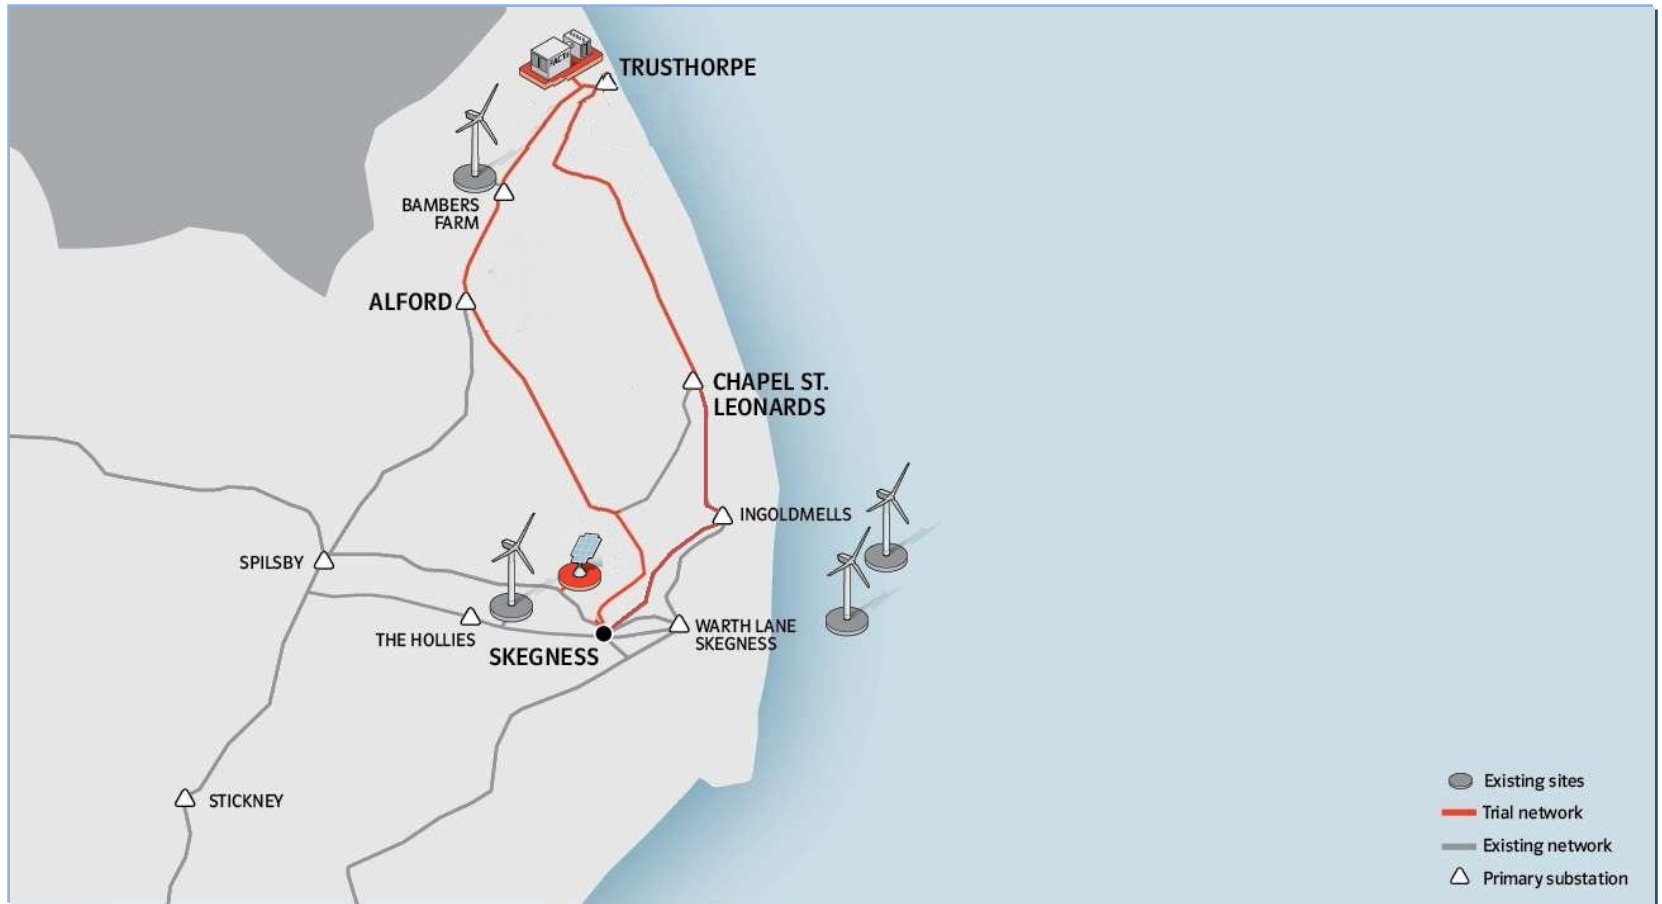 TRUSTHORPE
BAMBERS
FARM
ALFORD
CHAPEL ST.
LEONARDS
INGOLDMELLS
SPILSBY
THE HOLLIES
WARTH LANE
SKEGNESS
SKEGNESS
STICKNEY
Existing sites
Trial network
Existing network
Primary substation